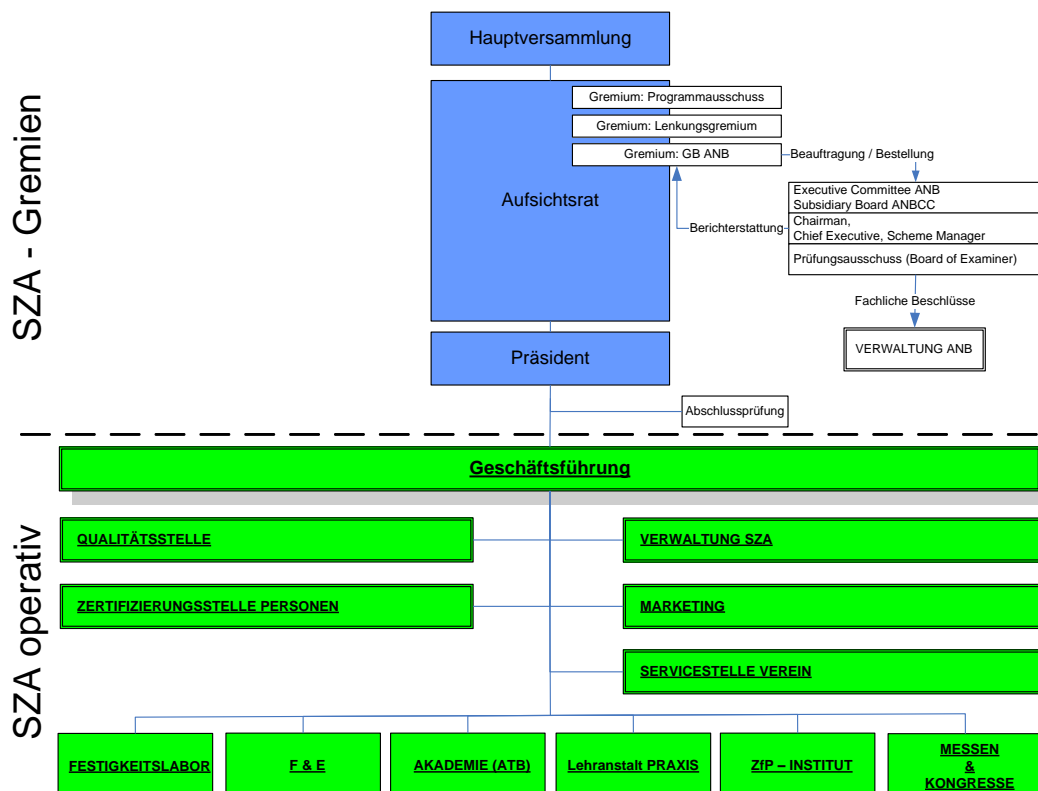 SZA - Gremien
Hauptversammlung
Aufsichtsrat
Gremium: Programmausschuss
Gremium: Lenkungsgremium
Gremium: GB ANB
Beauftragung / Bestellung
Executive Committee ANB
Subsidiary Board ANBCC
Chairman,
Chief Executive, Scheme Manager
Prüfungsausschuss (Board of Examiner)
Berichterstattung
Fachliche Beschlüsse
VERWALTUNG ANB
Präsident
Abschlussprüfung
SZA operativ
Geschäftsführung
QUALITÄTSSTELLE
VERWALTUNG SZA
ZERTIFIZIERUNGSSTELLE PERSONEN
MARKETING
SERVICESTELLE VEREIN
FESTIGKEITSLABOR
F & E
AKADEMIE (ATB)
Lehranstalt PRAXIS
ZfP – INSTITUT
MESSEN
&
KONGRESSE